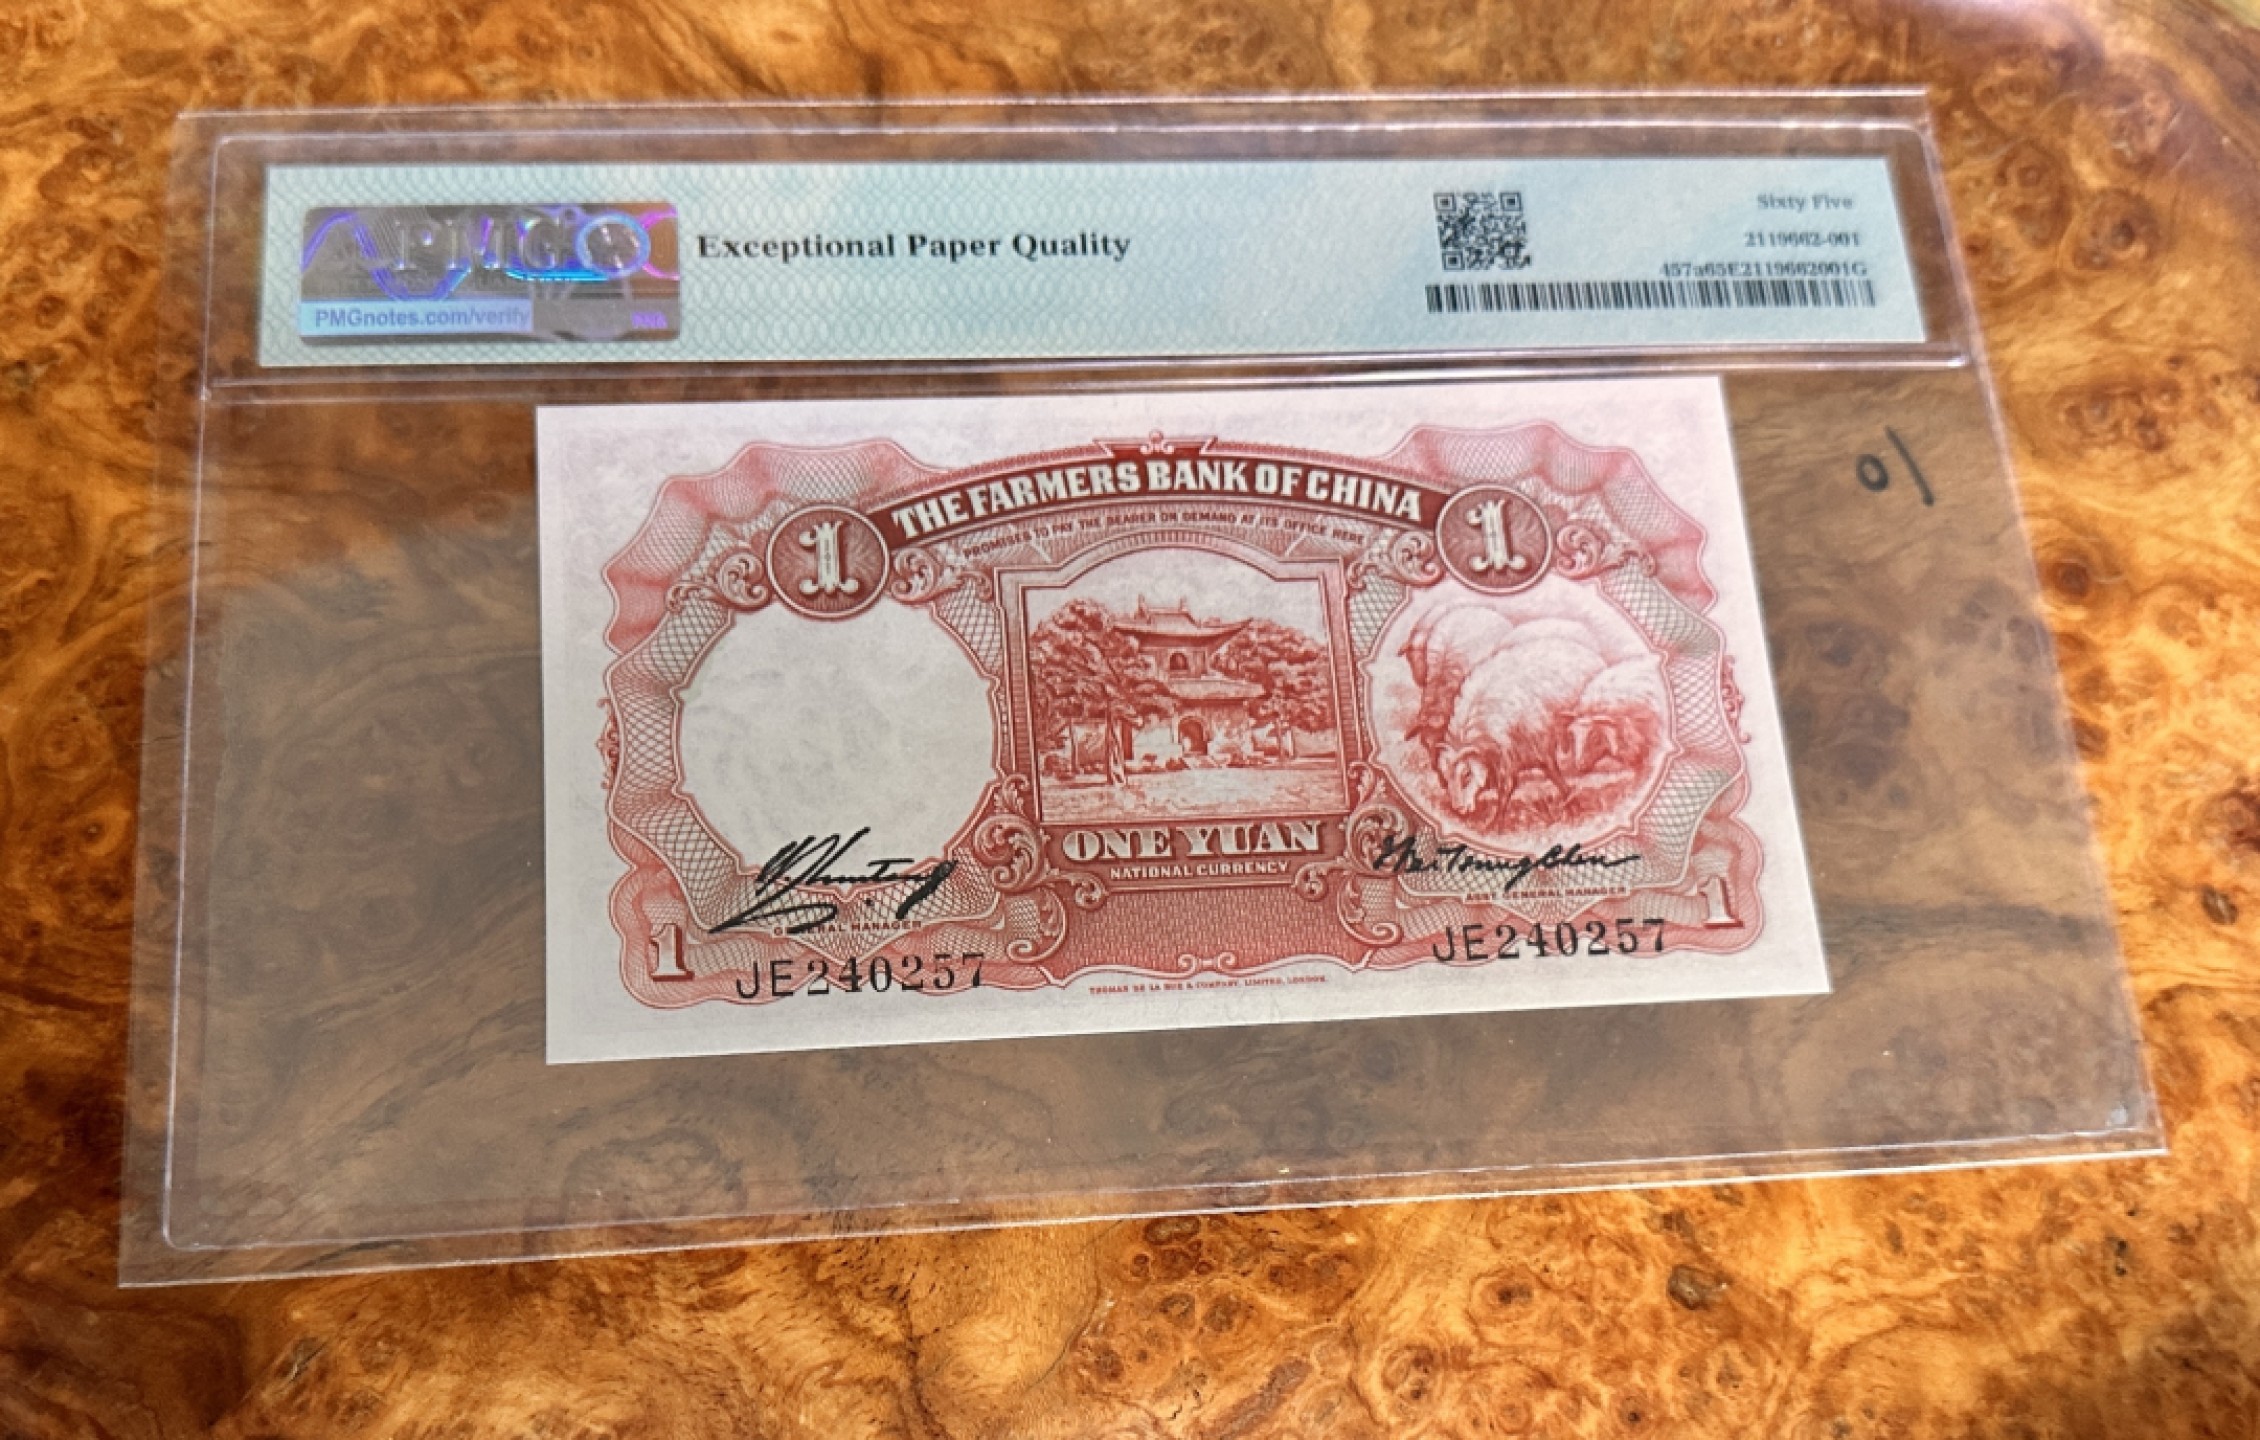 PMG
PMGnotes.com/verify
Exceptional Paper Quality
Sixty Five
2119662-001
457a65E2119662001G
01
THE FARMERS BANK OF CHINA
PROMISES TO PAY THE BEARER ON DEMAND AT ITS OFFICE HERE
1
1
ONE YUAN
NATIONAL CURRENCY
GENERAL MANAGER
ASST. GENERAL MANAGER
1
1
JE240257
JE240257
THOMAS DE LA RUE & COMPANY, LIMITED, LONDON.